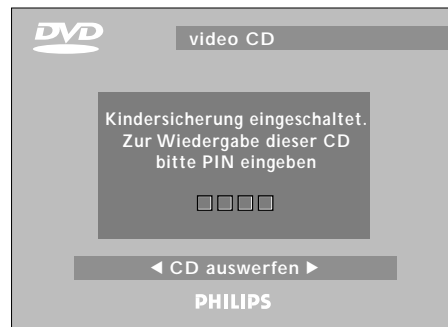 DVD
video CD
Kindersicherung eingeschaltet.
Zur Wiedergabe dieser CD
bitte PIN eingeben
◀ CD auswerfen ▶
PHILIPS